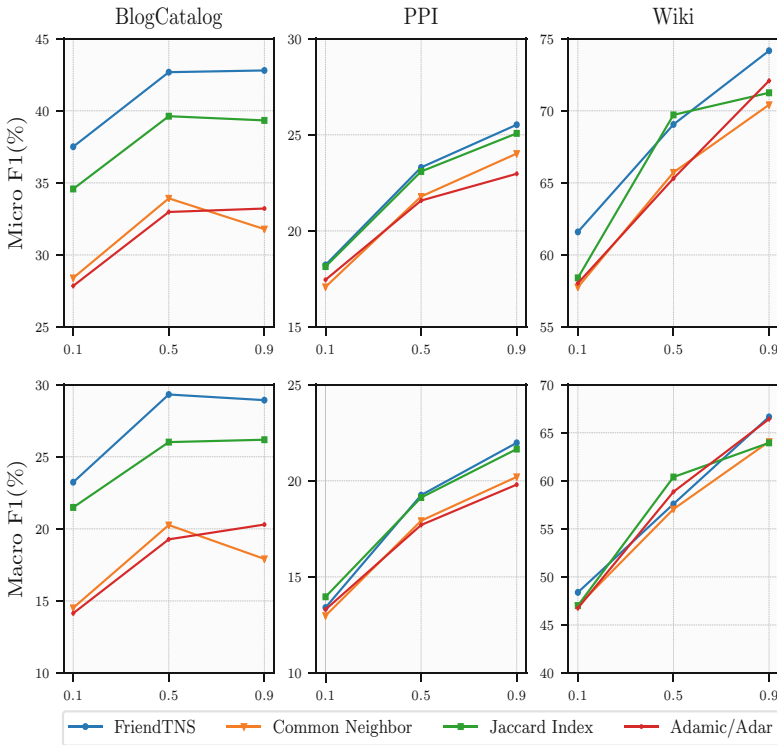 BlogCatalog PPI Wiki
45 30 75
40 25 70
35 20 65
30 60
25 15 55
Micro F1(%)
0.1 0.5 0.9 0.1 0.5 0.9 0.1 0.5 0.9
30 25 70
25 20 65
20 15 60
15 10 55
10 50
45
40
Macro F1(%)
0.1 0.5 0.9 0.1 0.5 0.9 0.1 0.5 0.9
FriendTNS Common Neighbor Jaccard Index Adamic/Adar